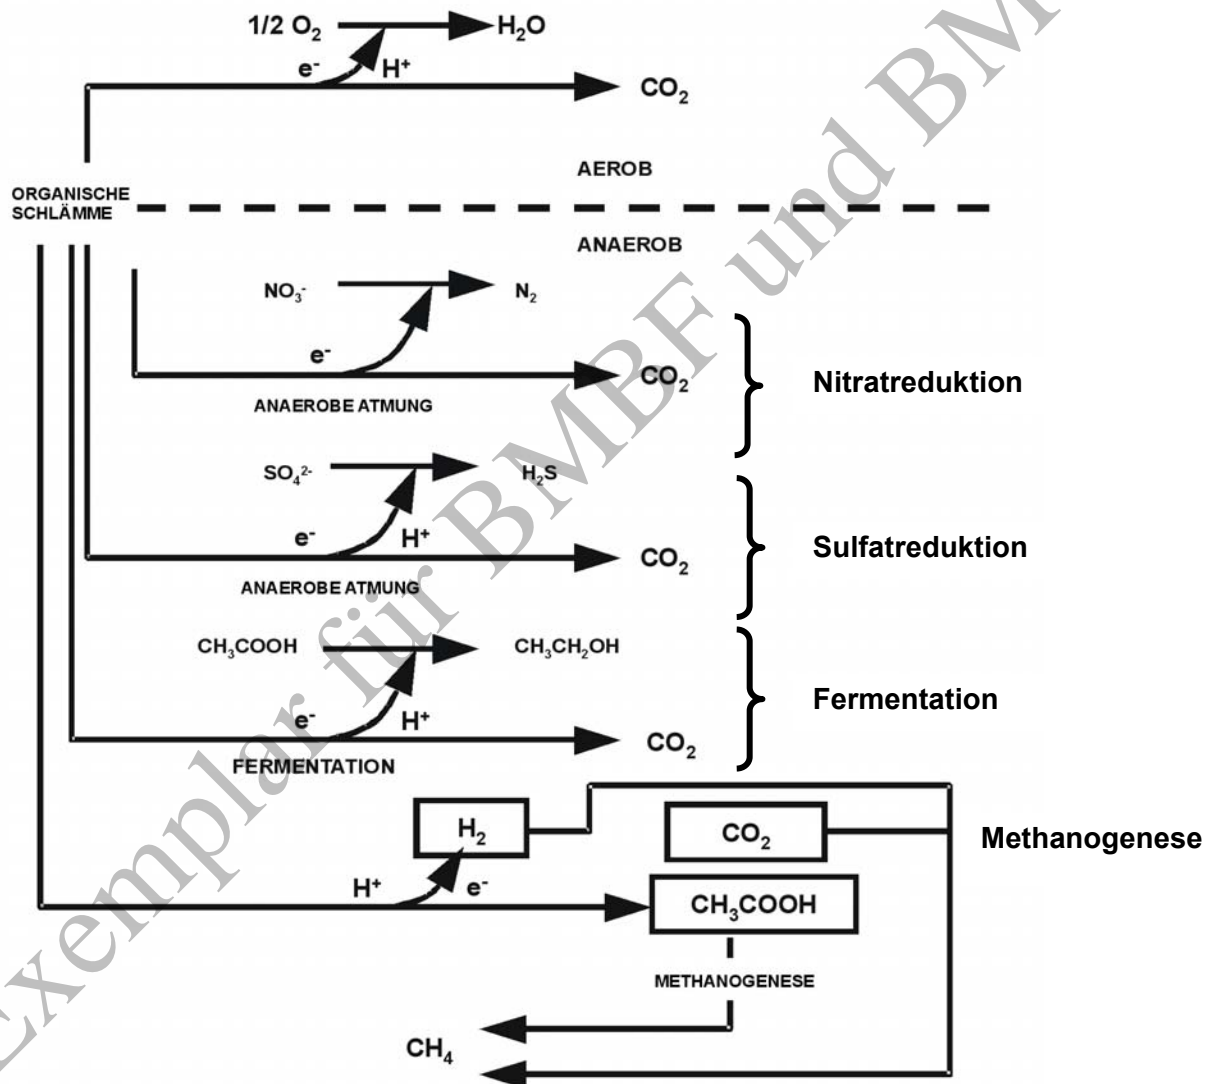 1/2 O₂ H₂O
e⁻ H⁺
CO₂
AEROB
ORGANISCHE
SCHLÄMME
ANAEROB
NO₃⁻ N₂
e⁻
CO₂
Nitratreduktion
ANAEROBE ATMUNG
SO₄²⁻ H₂S
e⁻ H⁺
CO₂
Sulfatreduktion
ANAEROBE ATMUNG
CH₃COOH CH₃CH₂OH
e⁻ H⁺
CO₂
Fermentation
FERMENTATION
H₂
CO₂
Methanogenese
H⁺ e⁻
CH₃COOH
METHANOGENESE
CH₄
Exemplar für BMBF und BM